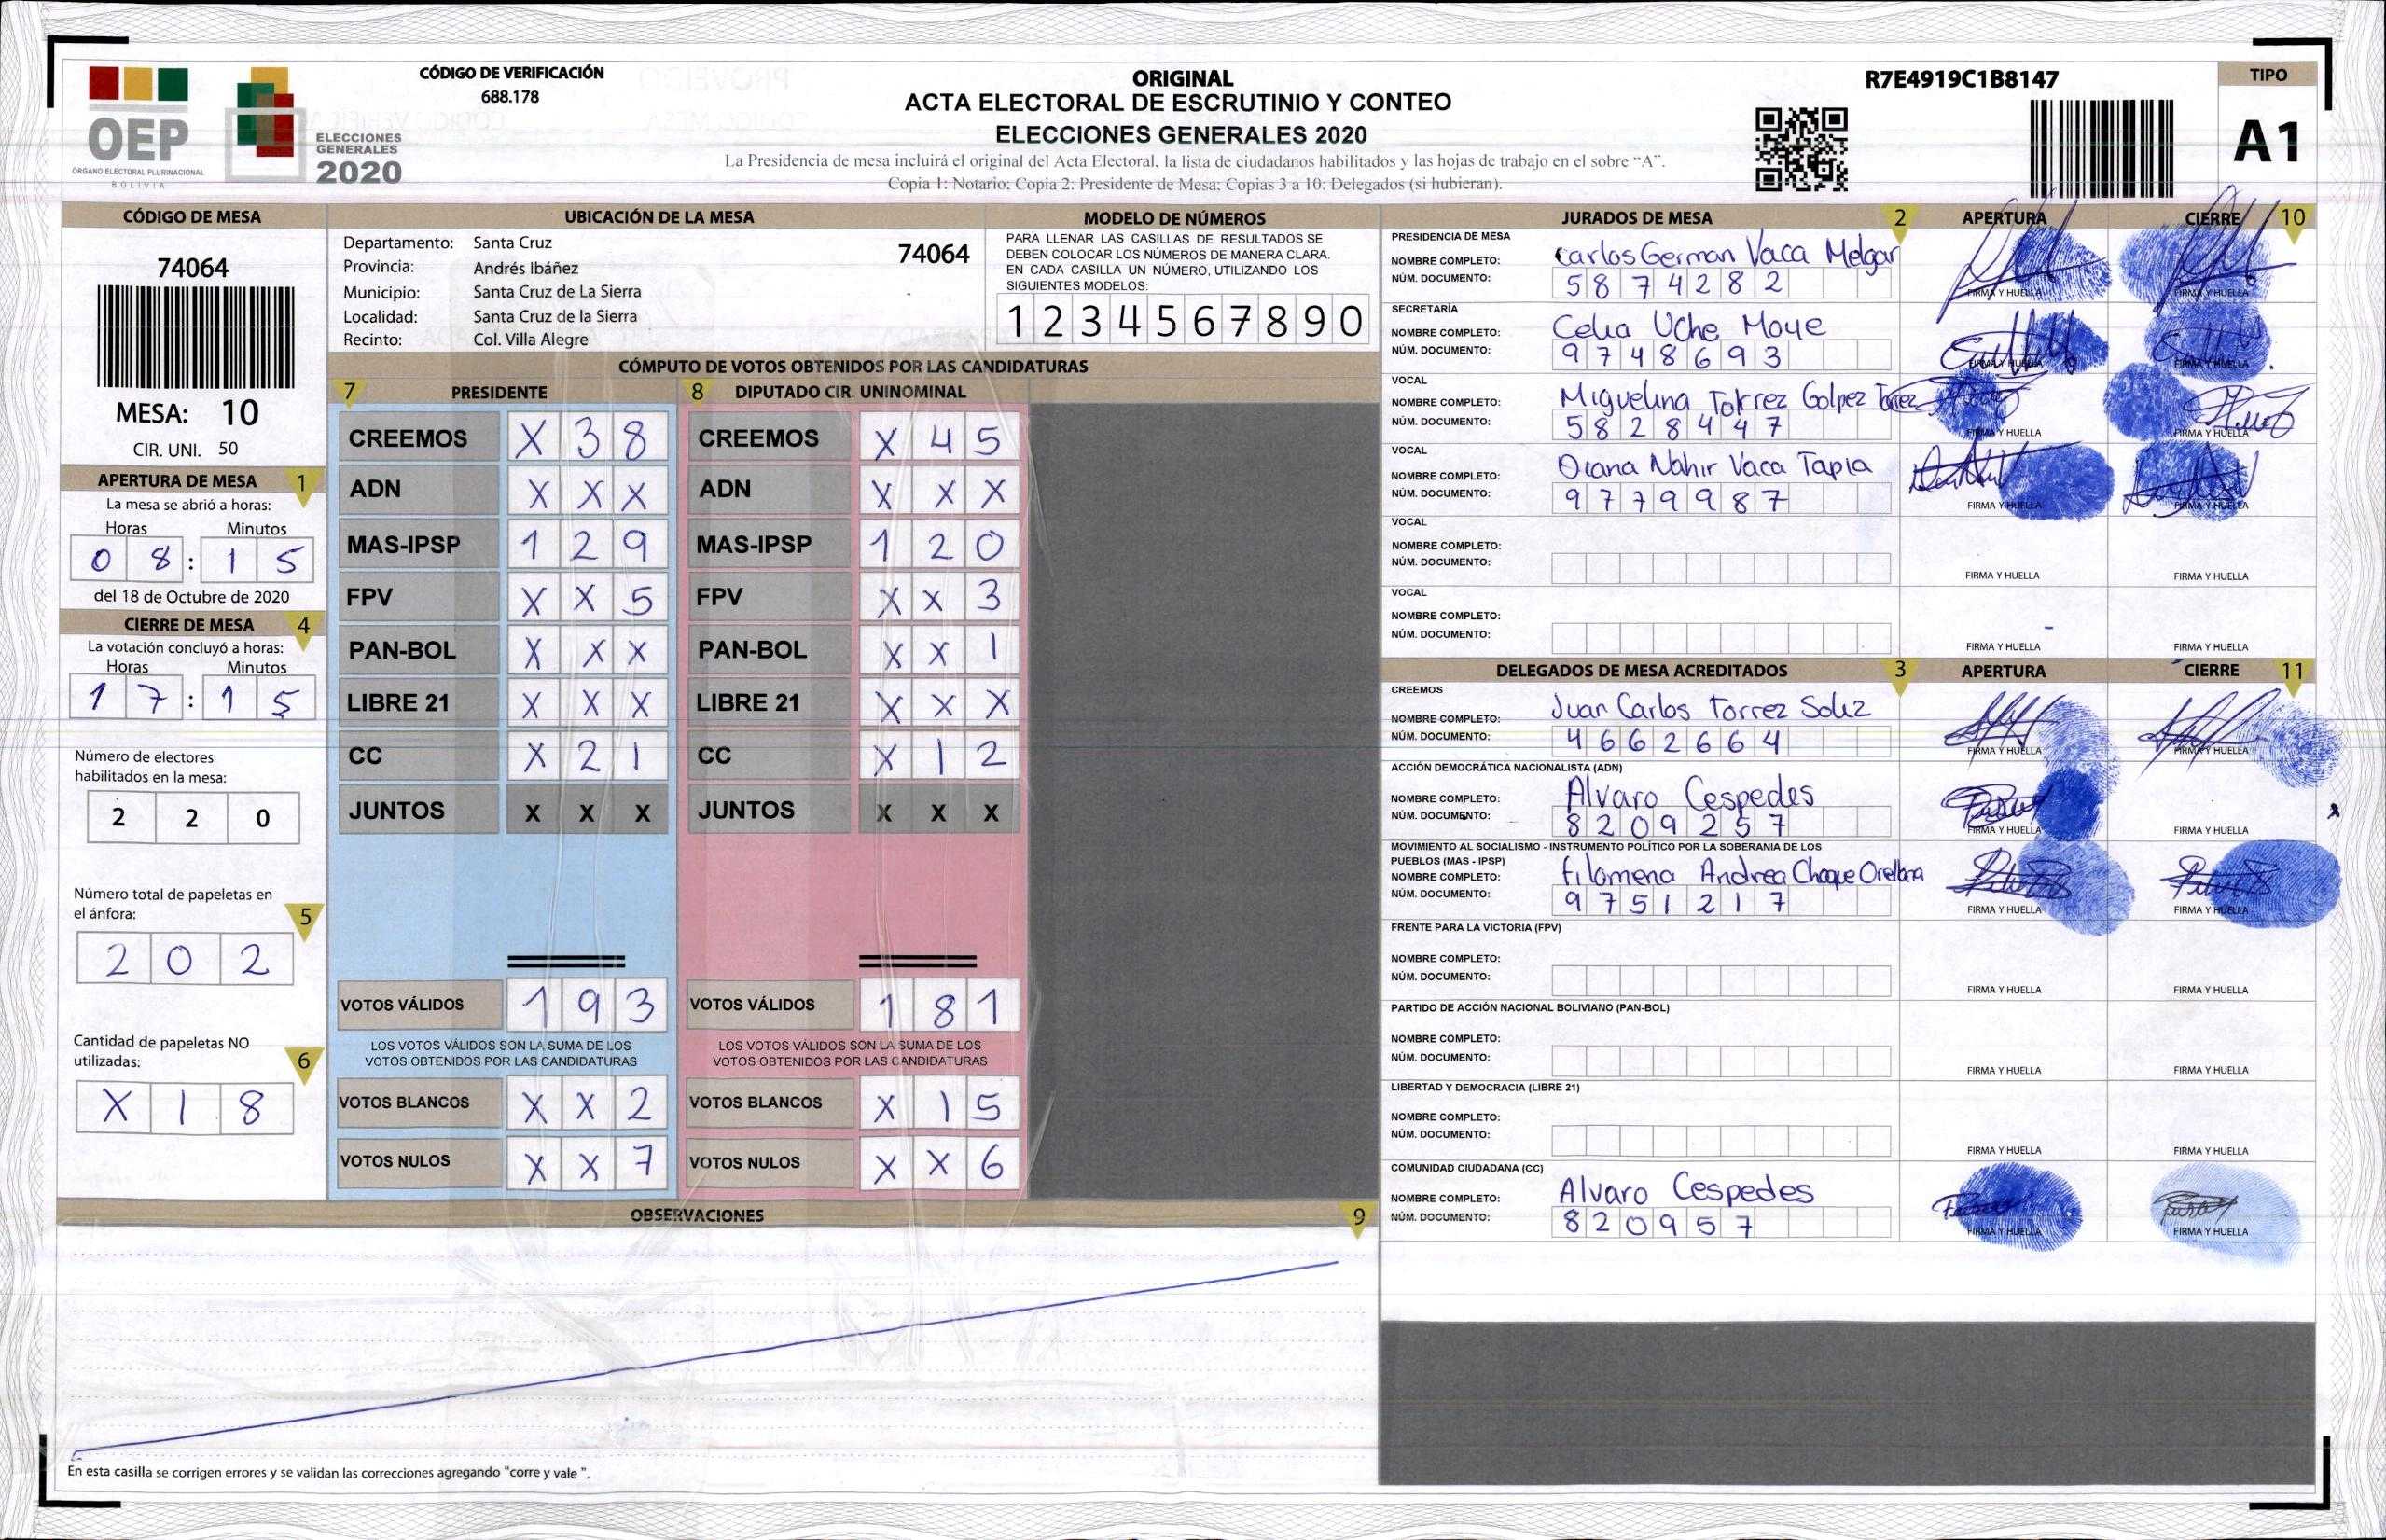 CÓDIGO DE VERIFICACIÓN
688.178
OEP
ÓRGANO ELECTORAL PLURINACIONAL
BOLIVIA
ELECCIONES
GENERALES
2020
ORIGINAL
ACTA ELECTORAL DE ESCRUTINIO Y CONTEO
ELECCIONES GENERALES 2020
La Presidencia de mesa incluirá el original del Acta Electoral, la lista de ciudadanos habilitados y las hojas de trabajo en el sobre “A”.
Copia 1: Notario; Copia 2: Presidente de Mesa; Copias 3 a 10: Delegados (si hubieran).
R7E4919C1B8147
TIPO
A1
CÓDIGO DE MESA
74064
MESA: 10
CIR. UNI. 50
APERTURA DE MESA 1
La mesa se abrió a horas:
Horas Minutos
0 8 : 1 5
del 18 de Octubre de 2020
CIERRE DE MESA 4
La votación concluyó a horas:
Horas Minutos
1 7 : 1 5
Número de electores
habilitados en la mesa:
2 2 0
Número total de papeletas en
el ánfora:
5
2 0 2
Cantidad de papeletas NO
utilizadas:
6
X 1 8
UBICACIÓN DE LA MESA
Departamento: Santa Cruz
74064
Provincia: Andrés Ibáñez
Municipio: Santa Cruz de La Sierra
Localidad: Santa Cruz de la Sierra
Recinto: Col. Villa Alegre
MODELO DE NÚMEROS
PARA LLENAR LAS CASILLAS DE RESULTADOS SE
DEBEN COLOCAR LOS NÚMEROS DE MANERA CLARA.
EN CADA CASILLA UN NÚMERO, UTILIZANDO LOS
SIGUIENTES MODELOS:
1 2 3 4 5 6 7 8 9 0
CÓMPUTO DE VOTOS OBTENIDOS POR LAS CANDIDATURAS
7 PRESIDENTE
CREEMOS X 3 8
ADN X X X
MAS-IPSP 1 2 9
FPV X X 5
PAN-BOL X X X
LIBRE 21 X X X
CC X 2 1
JUNTOS X X X
VOTOS VÁLIDOS 1 9 3
LOS VOTOS VÁLIDOS SON LA SUMA DE LOS
VOTOS OBTENIDOS POR LAS CANDIDATURAS
VOTOS BLANCOS X X 2
VOTOS NULOS X X 7
8 DIPUTADO CIR. UNINOMINAL
CREEMOS X 4 5
ADN X X X
MAS-IPSP 1 2 0
FPV X X 3
PAN-BOL X X 1
LIBRE 21 X X X
CC X 1 2
JUNTOS X X X
VOTOS VÁLIDOS 1 8 1
LOS VOTOS VÁLIDOS SON LA SUMA DE LOS
VOTOS OBTENIDOS POR LAS CANDIDATURAS
VOTOS BLANCOS X 1 5
VOTOS NULOS X X 6
OBSERVACIONES 9
En esta casilla se corrigen errores y se validan las correcciones agregando "corre y vale ".
JURADOS DE MESA 2 APERTURA CIERRE 10
PRESIDENCIA DE MESA
NOMBRE COMPLETO: Carlos German Vaca Melgar
NÚM. DOCUMENTO: 5 8 7 4 2 8 2
FIRMA Y HUELLA FIRMA Y HUELLA
SECRETARÍA
NOMBRE COMPLETO: Celia Uche Moye
NÚM. DOCUMENTO: 9 7 4 8 6 9 3
FIRMA Y HUELLA FIRMA Y HUELLA
VOCAL
NOMBRE COMPLETO: Miguelina Torrez Golpez Torrez
NÚM. DOCUMENTO: 5 8 2 8 4 4 7
FIRMA Y HUELLA FIRMA Y HUELLA
VOCAL
NOMBRE COMPLETO: Diana Nahir Vaca Tapia
NÚM. DOCUMENTO: 9 7 7 9 9 8 7
FIRMA Y HUELLA FIRMA Y HUELLA
VOCAL
NOMBRE COMPLETO:
NÚM. DOCUMENTO:
FIRMA Y HUELLA FIRMA Y HUELLA
VOCAL
NOMBRE COMPLETO:
NÚM. DOCUMENTO:
FIRMA Y HUELLA FIRMA Y HUELLA
DELEGADOS DE MESA ACREDITADOS 3 APERTURA CIERRE 11
CREEMOS
NOMBRE COMPLETO: Juan Carlos Torrez Soliz
NÚM. DOCUMENTO: 4 6 6 2 6 6 4
FIRMA Y HUELLA FIRMA Y HUELLA
ACCIÓN DEMOCRÁTICA NACIONALISTA (ADN)
NOMBRE COMPLETO: Alvaro Cespedes
NÚM. DOCUMENTO: 8 2 0 9 2 5 7
FIRMA Y HUELLA FIRMA Y HUELLA
MOVIMIENTO AL SOCIALISMO - INSTRUMENTO POLÍTICO POR LA SOBERANIA DE LOS
PUEBLOS (MAS - IPSP)
NOMBRE COMPLETO: Filomena Andrea Choque Orellana
NÚM. DOCUMENTO: 9 7 5 1 2 1 7
FIRMA Y HUELLA FIRMA Y HUELLA
FRENTE PARA LA VICTORIA (FPV)
NOMBRE COMPLETO:
NÚM. DOCUMENTO:
FIRMA Y HUELLA FIRMA Y HUELLA
PARTIDO DE ACCIÓN NACIONAL BOLIVIANO (PAN-BOL)
NOMBRE COMPLETO:
NÚM. DOCUMENTO:
FIRMA Y HUELLA FIRMA Y HUELLA
LIBERTAD Y DEMOCRACIA (LIBRE 21)
NOMBRE COMPLETO:
NÚM. DOCUMENTO:
FIRMA Y HUELLA FIRMA Y HUELLA
COMUNIDAD CIUDADANA (CC)
NOMBRE COMPLETO: Alvaro Cespedes
NÚM. DOCUMENTO: 8 2 0 9 5 7
FIRMA Y HUELLA FIRMA Y HUELLA